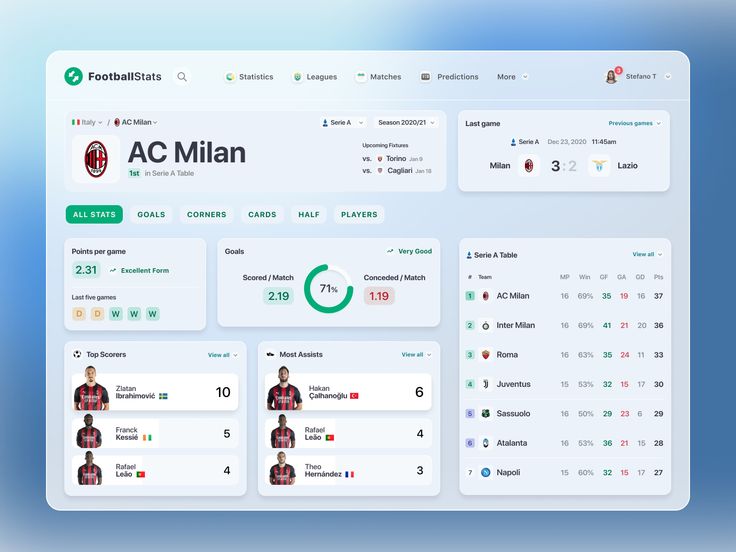 FootballStats
Statistics
Leagues
Matches
Predictions
More
3
Stefano T
Italy / AC Milan
Serie A
Season 2020/21
AC Milan
1st in Serie A Table
Upcoming Fixtures
vs. Torino Jan 9
vs. Cagliari Jan 18
Last game
Previous games
Serie A Dec 23, 2020 11:45am
Milan 3:2 Lazio
ALL STATS
GOALS
CORNERS
CARDS
HALF
PLAYERS
Points per game
2.31 Excellent Form
Last five games
D D W W W
Goals
Very Good
Scored / Match
2.19
71%
Conceded / Match
1.19
Top Scorers
View all
Zlatan
Ibrahimović
10
Franck
Kessié
5
Rafael
Leão
4
Most Assists
View all
Hakan
Çalhanoğlu
6
Rafael
Leão
4
Theo
Hernández
3
Serie A Table
View all
# Team MP Win GF GA GD Pts
1 AC Milan 16 69% 35 19 16 37
2 Inter Milan 16 69% 41 21 20 36
3 Roma 16 63% 35 24 11 33
4 Juventus 15 53% 32 15 17 30
5 Sassuolo 16 50% 29 23 6 29
6 Atalanta 16 53% 36 21 15 28
7 Napoli 15 60% 32 15 17 27